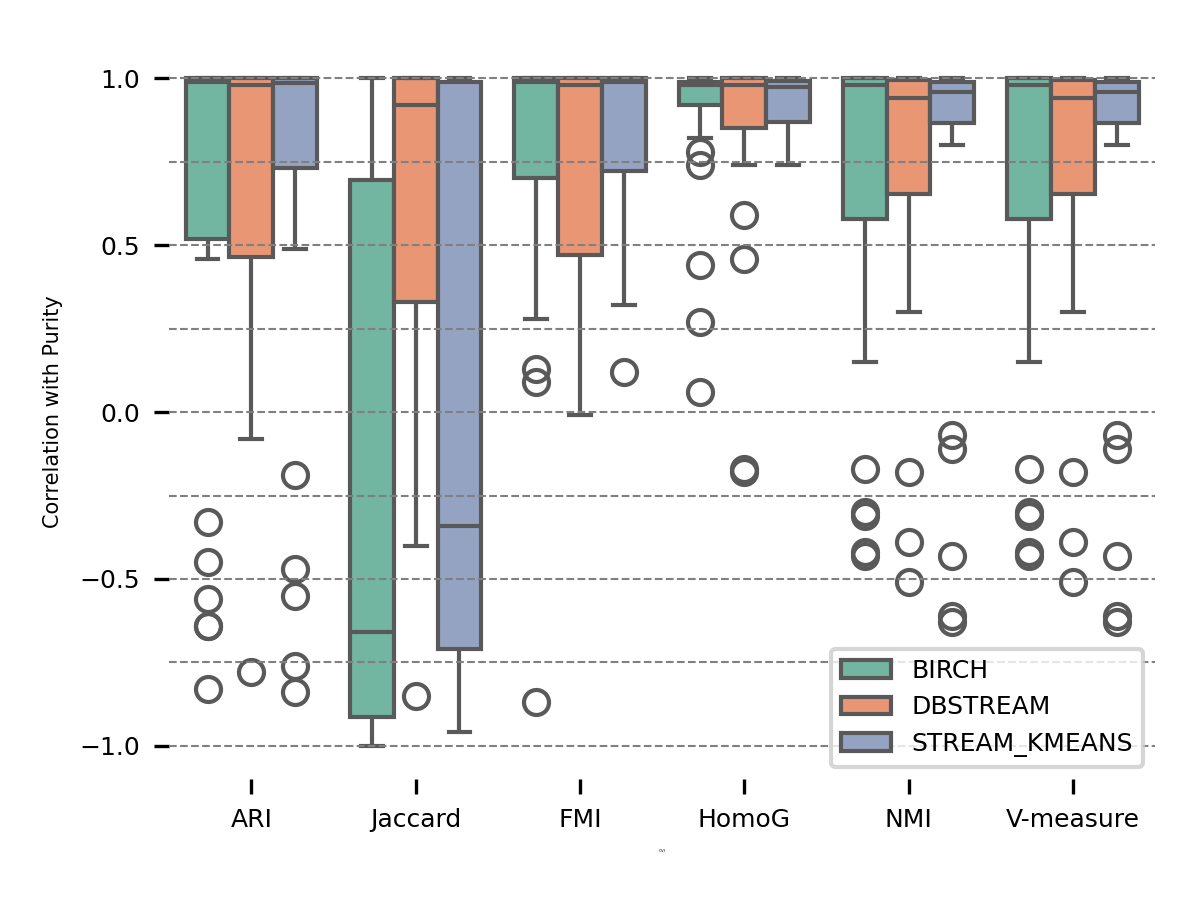 1.0
0.5
0.0
−0.5
−1.0
Correlation with Purity
ARI
Jaccard
FMI
HomoG
NMI
V-measure
BIRCH
DBSTREAM
STREAM_KMEANS